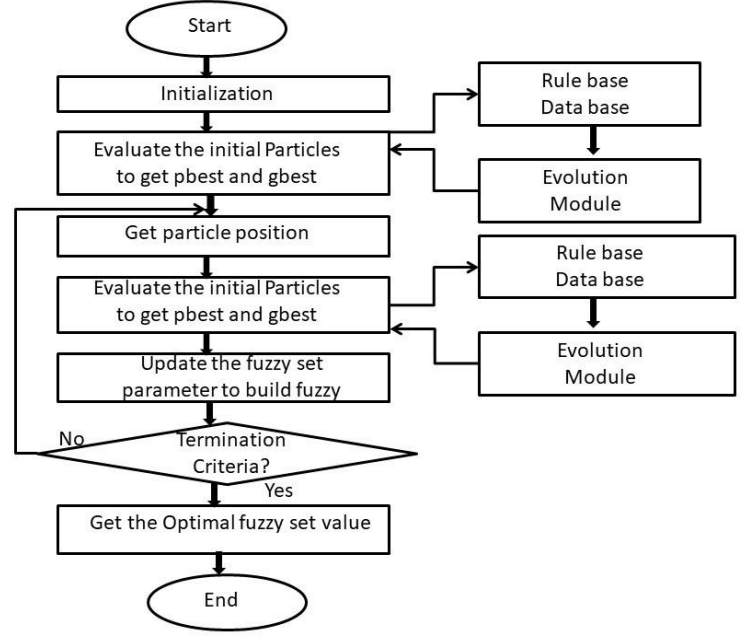 Start
Initialization
Evaluate the initial Particles
to get pbest and gbest
Rule base
Data base
Evolution
Module
Get particle position
Evaluate the initial Particles
to get pbest and gbest
Rule base
Data base
Evolution
Module
Update the fuzzy set
parameter to build fuzzy
No
Termination
Criteria?
Yes
Get the Optimal fuzzy set value
End